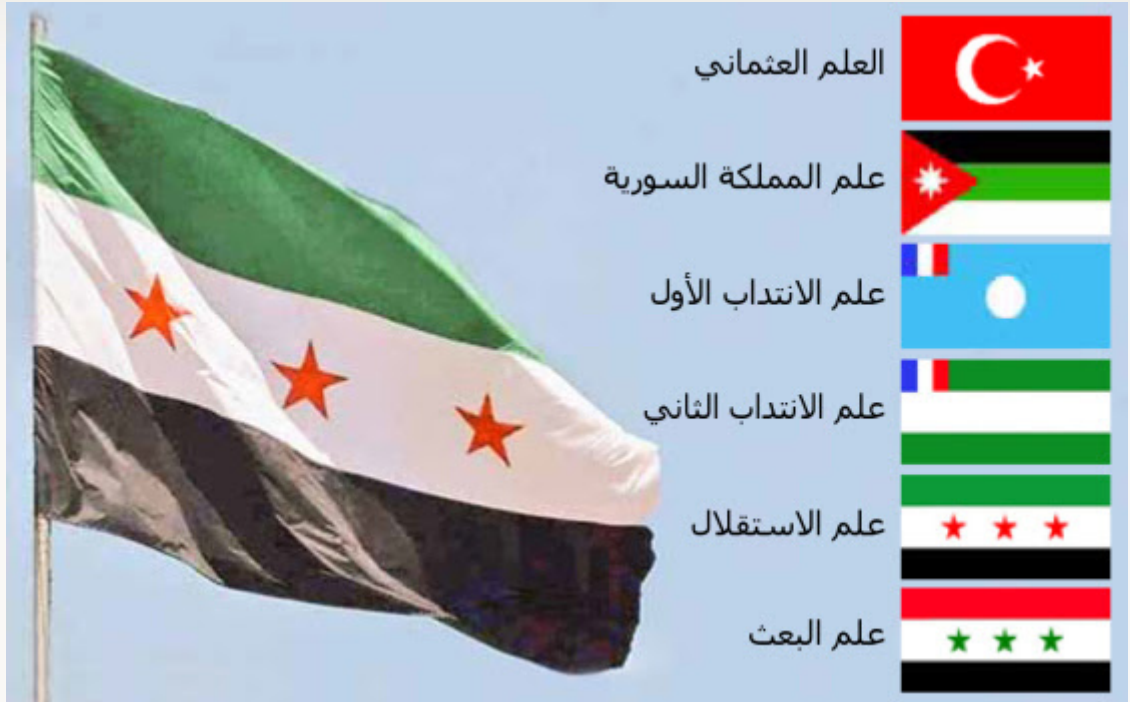 العلم العثماني
علم المملكة السورية
علم الانتداب الأول
علم الانتداب الثاني
علم الاستقلال
علم البعث